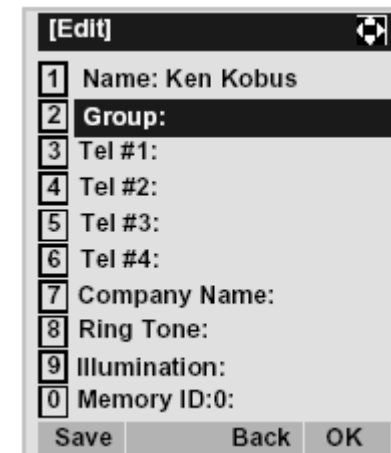 [Edit]
1 Name: Ken Kobus
2 Group:
3 Tel #1:
4 Tel #2:
5 Tel #3:
6 Tel #4:
7 Company Name:
8 Ring Tone:
9 Illumination:
0 Memory ID:0:
Save Back OK